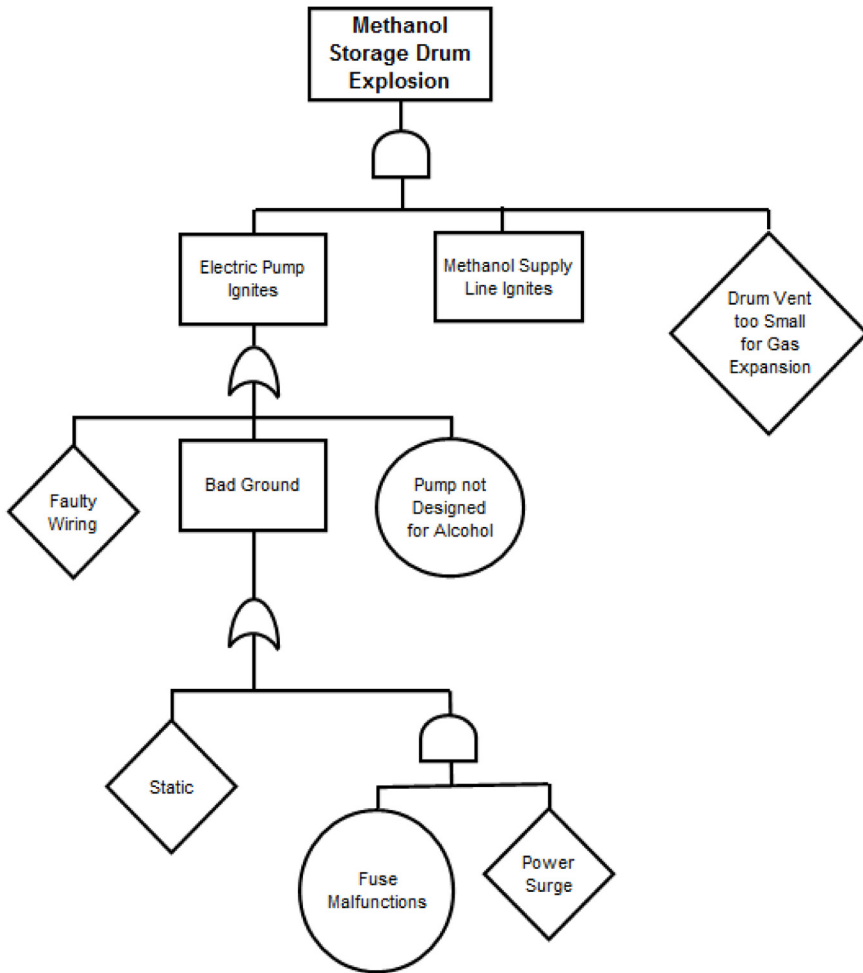 Methanol
Storage Drum
Explosion
Electric Pump
Ignites
Methanol Supply
Line Ignites
Drum Vent
too Small
for Gas
Expansion
Faulty
Wiring
Bad Ground
Pump not
Designed
for Alcohol
Static
Fuse
Malfunctions
Power
Surge